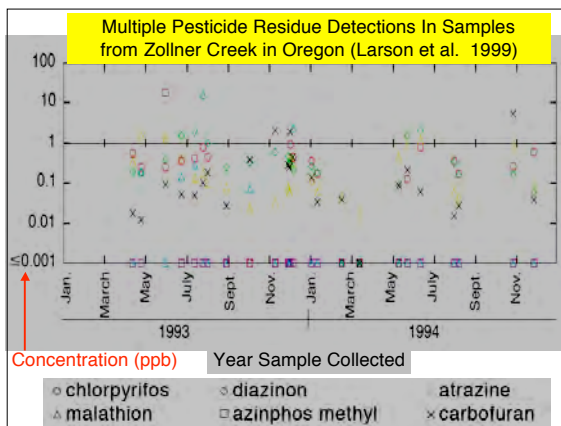 Multiple Pesticide Residue Detections In Samples
from Zollner Creek in Oregon (Larson et al. 1999)
100
10
1
0.1
0.01
≤0.001
Jan. March May July Sept. Nov. Jan. March May July Sept. Nov.
1993 1994
Concentration (ppb) Year Sample Collected
chlorpyrifos diazinon atrazine
malathion azinphos methyl carbofuran